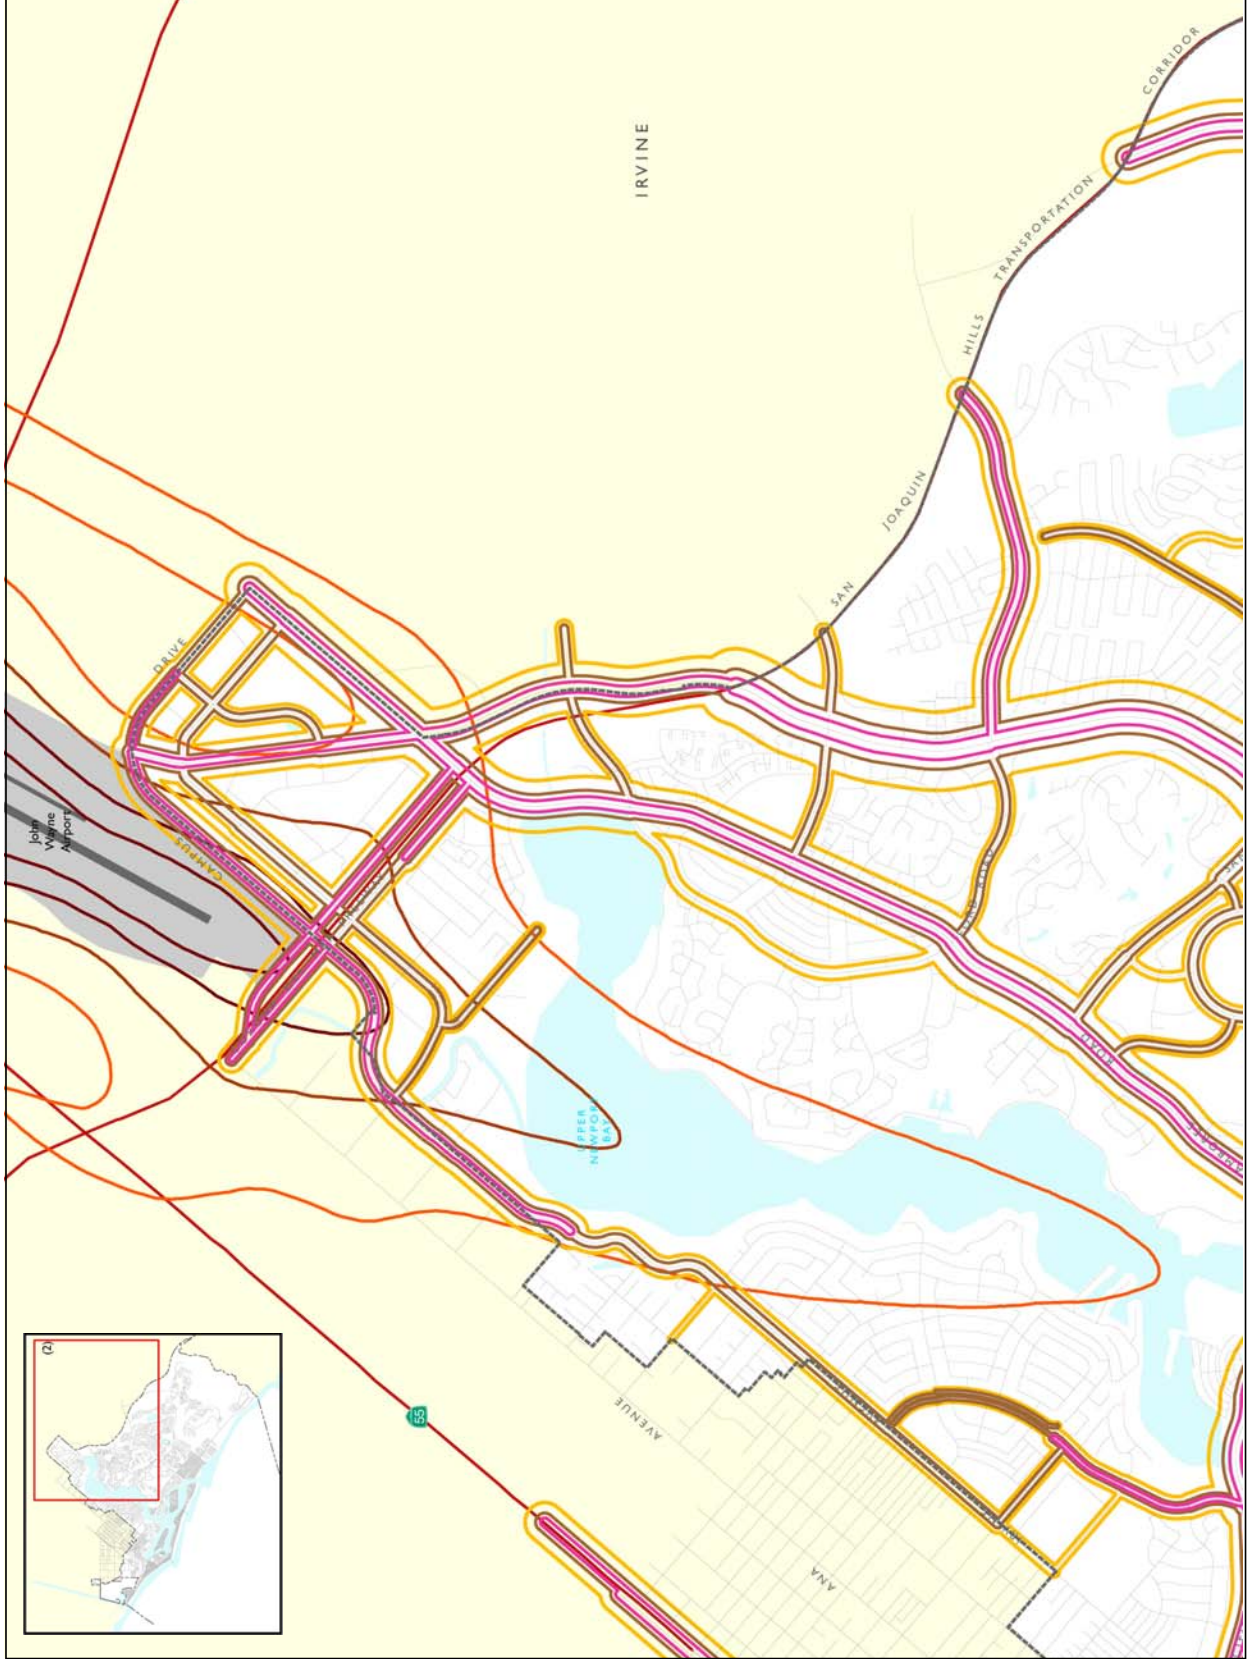 CORRIDOR
IRVINE
TRANSPORTATION
HILLS
JOAQUIN
SAN
DRIVE
John
Wayne
Airport
CAMPUS
ROAD
UPPER
NEWPORT
BAY
(2)
55
AVENUE
ANA